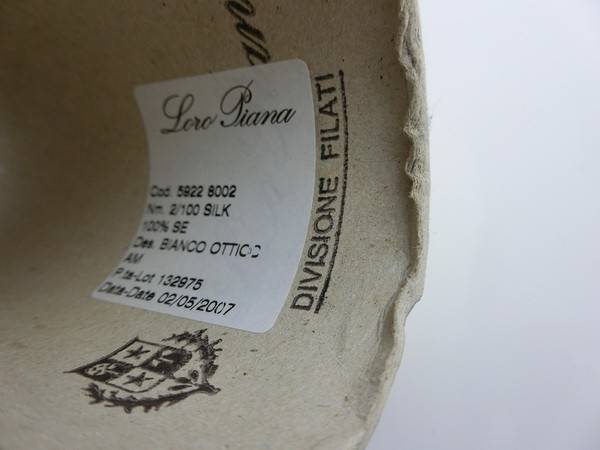 Loro Piana
Cod. 5922 8002
Nm. 2/100 SILK
100% SE
Des. BIANCO OTTICO
AM
P.ta-Lot 132975
Data-Date 02/05/2007
DIVISIONE FILATI